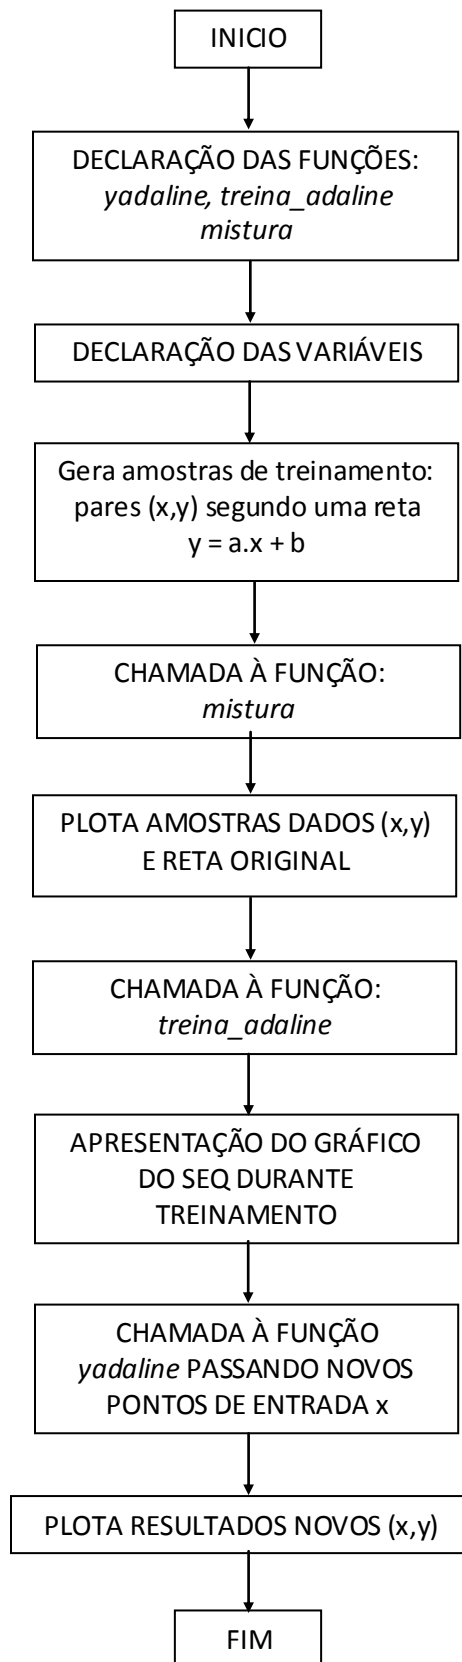 INICIO
DECLARAÇÃO DAS FUNÇÕES:
yadaline, treina_adaline
mistura
DECLARAÇÃO DAS VARIÁVEIS
Gera amostras de treinamento:
pares (x,y) segundo uma reta
y = a.x + b
CHAMADA À FUNÇÃO:
mistura
PLOTA AMOSTRAS DADOS (x,y)
E RETA ORIGINAL
CHAMADA À FUNÇÃO:
treina_adaline
APRESENTAÇÃO DO GRÁFICO
DO SEQ DURANTE
TREINAMENTO
CHAMADA À FUNÇÃO
yadaline PASSANDO NOVOS
PONTOS DE ENTRADA x
PLOTA RESULTADOS NOVOS (x,y)
FIM